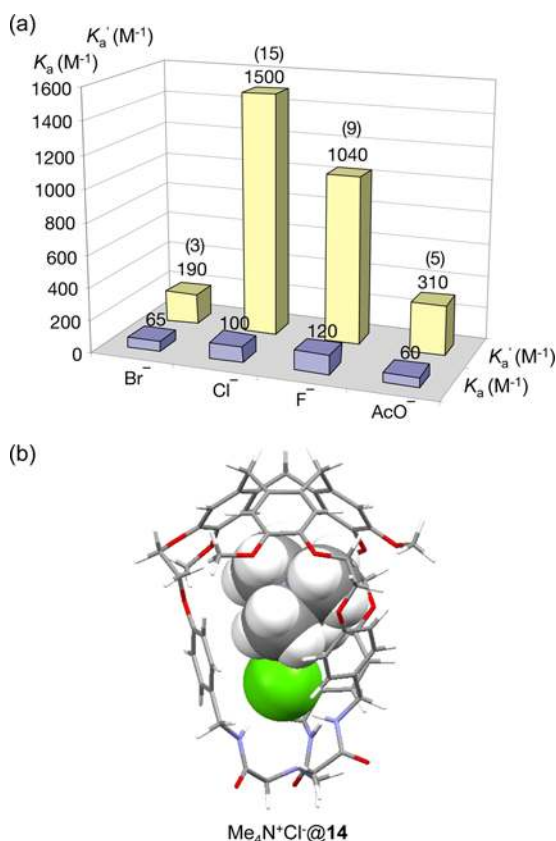 (a)
Kₐ' (M⁻¹)
Kₐ (M⁻¹)
1600
1400
1200
1000
800
600
400
200
0
(15)
1500
(9)
1040
(3)
190
(5)
310
65
100
120
60
Br⁻
Cl⁻
F⁻
AcO⁻
Kₐ' (M⁻¹)
Kₐ (M⁻¹)
(b)
Me₄N⁺Cl⁻@14